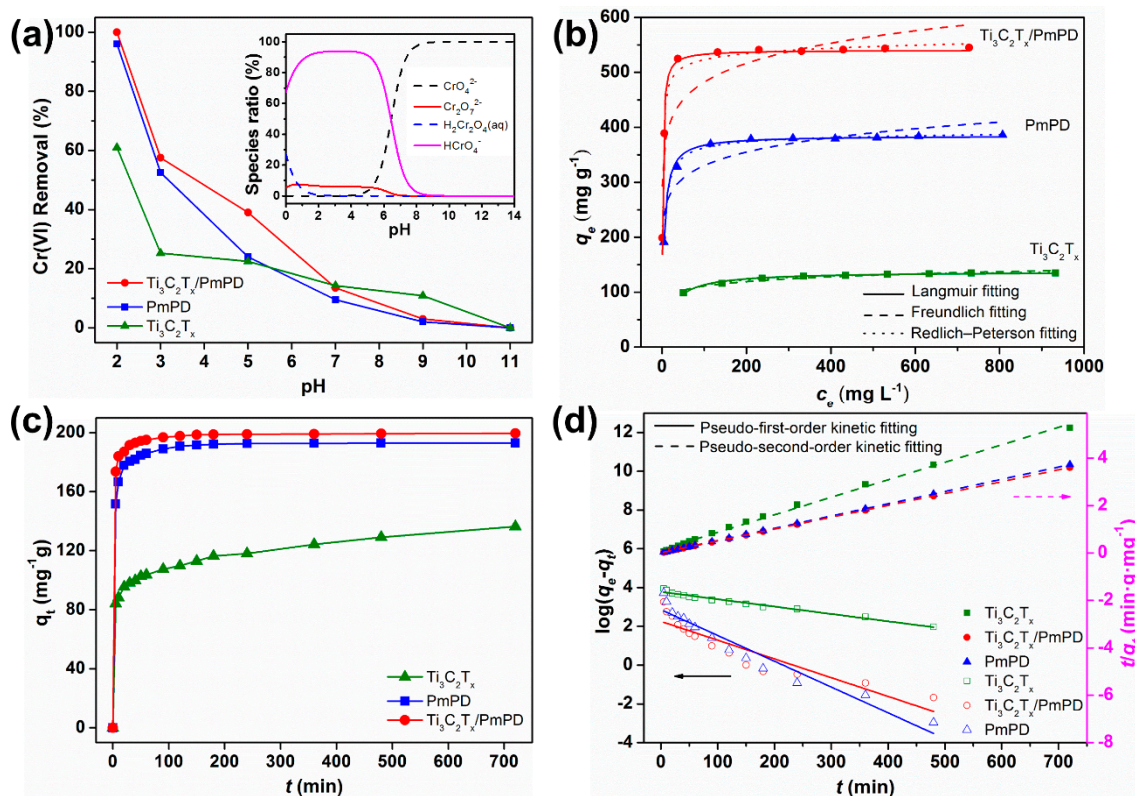 (a)
Cr(VI) Removal (%)
100
80
60
40
20
0
2 3 4 5 6 7 8 9 10 11
pH
Ti₃C₂Tₓ/PmPD
PmPD
Ti₃C₂Tₓ
Species ratio (%)
100
80
60
40
20
0
0 2 4 6 8 10 12 14
pH
CrO₄²⁻
Cr₂O₇²⁻
H₂Cr₂O₄(aq)
HCrO₄⁻
(b)
qₑ (mg g⁻¹)
600
500
400
300
200
100
0
0 200 400 600 800 1000
cₑ (mg L⁻¹)
Ti₃C₂Tₓ/PmPD
PmPD
Ti₃C₂Tₓ
Langmuir fitting
Freundlich fitting
Redlich–Peterson fitting
(c)
qₜ (mg⁻¹g)
200
160
120
80
40
0
0 100 200 300 400 500 600 700
t (min)
Ti₃C₂Tₓ
PmPD
Ti₃C₂Tₓ/PmPD
(d)
log(qₑ-qₜ)
12
10
8
6
4
2
0
-2
-4
0 100 200 300 400 500 600 700
t (min)
Pseudo-first-order kinetic fitting
Pseudo-second-order kinetic fitting
Ti₃C₂Tₓ
Ti₃C₂Tₓ/PmPD
PmPD
Ti₃C₂Tₓ
Ti₃C₂Tₓ/PmPD
PmPD
4
2
0
-2
-4
-6
-8
t/qₜ (min·g·mg⁻¹)